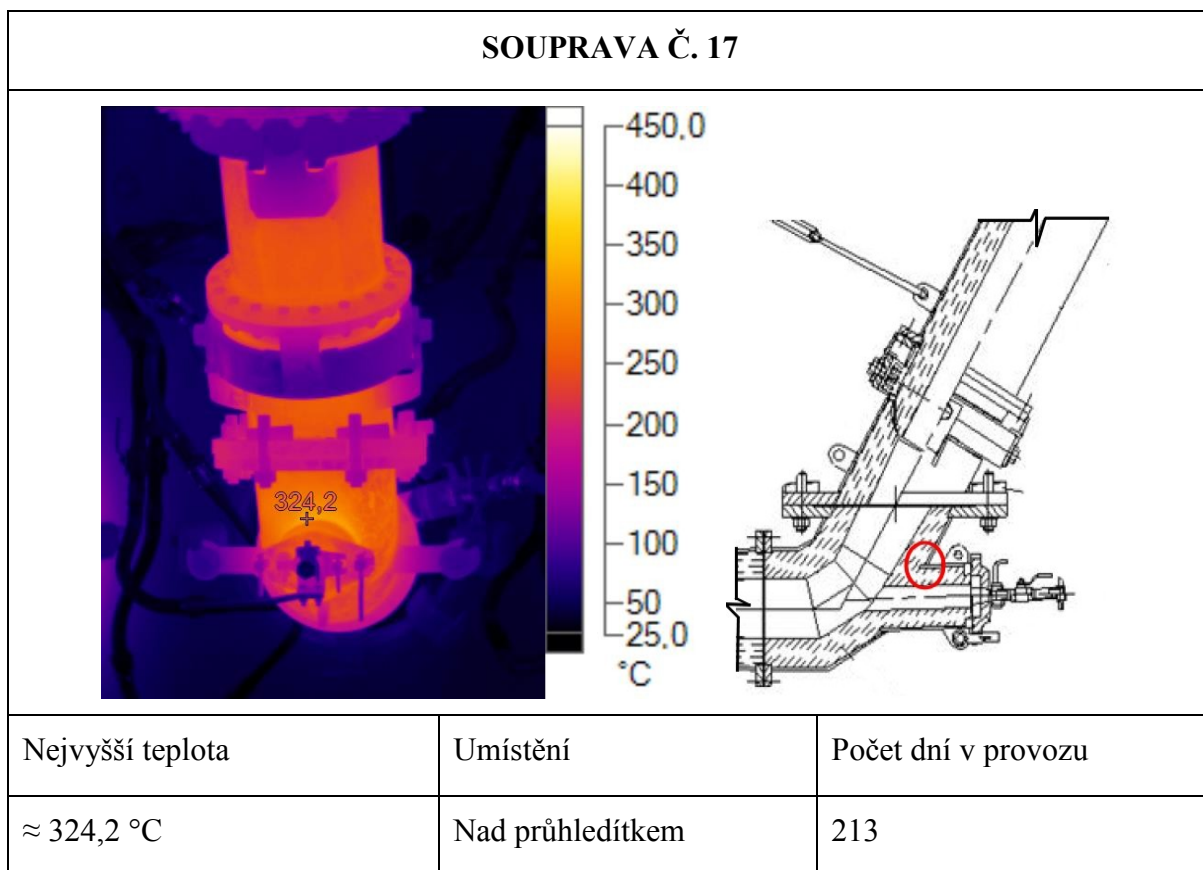 SOUPRAVA Č. 17
450,0
400
350
300
250
200
150
100
50
25,0
°C
324,2
Nejvyšší teplota
Umístění
Počet dní v provozu
≈ 324,2 °C
Nad průhledítkem
213